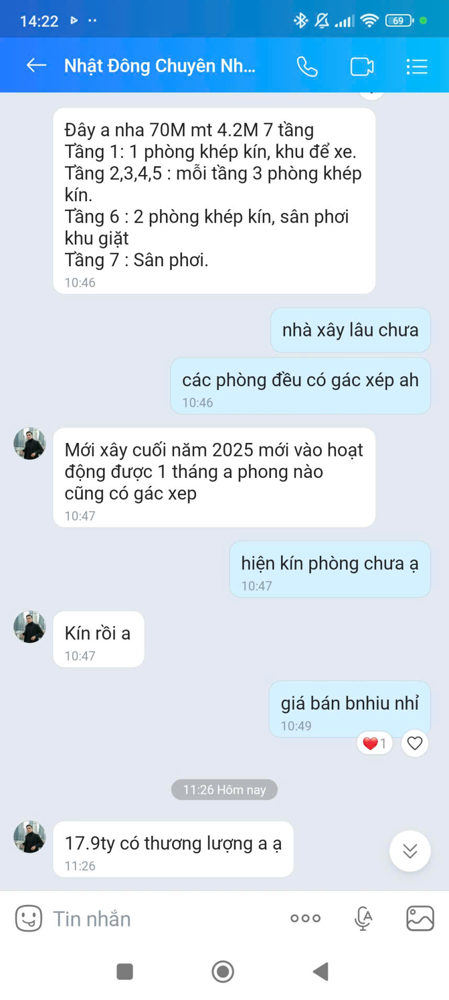 14:22
69
Nhật Đông Chuyên Nh...
Đây a nha 70M mt 4.2M 7 tầng
Tầng 1: 1 phòng khép kín, khu để xe.
Tầng 2,3,4,5 : mỗi tầng 3 phòng khép
kín.
Tầng 6 : 2 phòng khép kín, sân phơi
khu giặt
Tầng 7 : Sân phơi.
10:46
nhà xây lâu chưa
các phòng đều có gác xép ah
10:46
Mới xây cuối năm 2025 mới vào hoạt
động được 1 tháng a phong nào
cũng có gác xep
10:47
hiện kín phòng chưa ạ
10:47
Kín rồi a
10:47
giá bán bnhiu nhỉ
10:49
1
11:26 Hôm nay
17.9ty có thương lượng a ạ
11:26
Tin nhắn